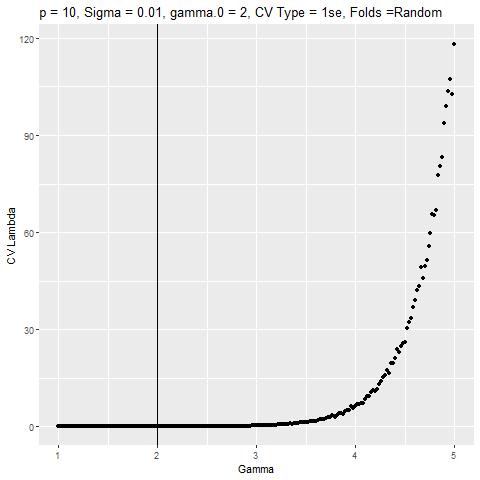 p = 10, Sigma = 0.01, gamma.0 = 2, CV Type = 1se, Folds =Random
120
90
60
30
0
CV Lambda
1 2 3 4 5
Gamma